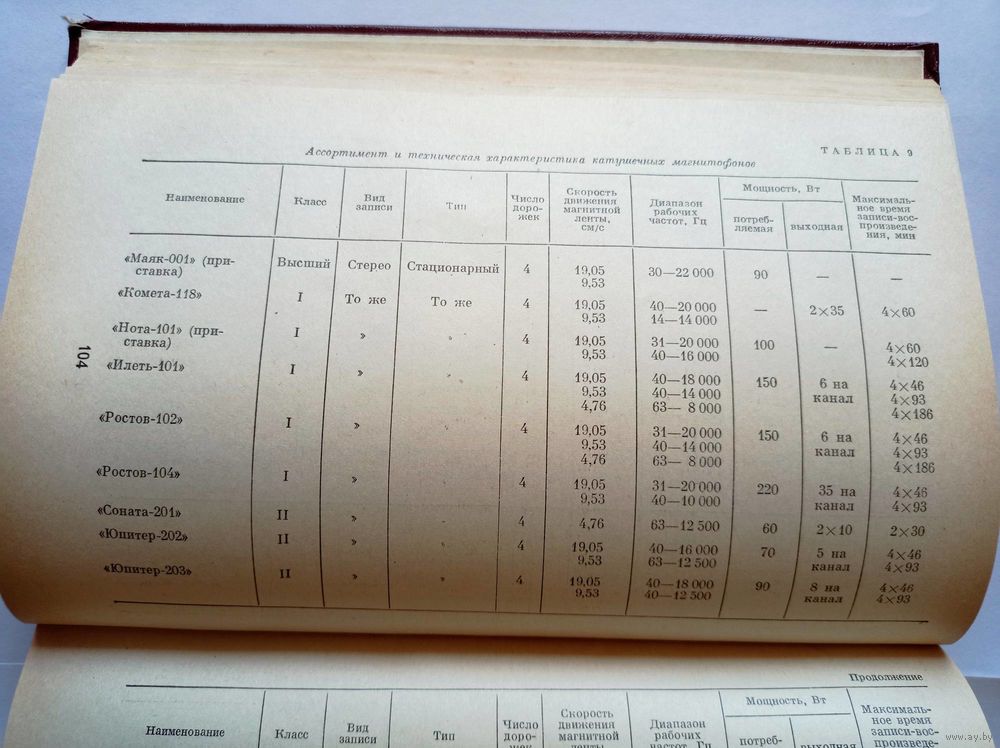 ТАБЛИЦА 9
Ассортимент и техническая характеристика катушечных магнитофонов
Наименование | Класс | Вид записи | Тип | Число доро-жек | Скорость движения магнитной ленты, см/с | Диапазон рабочих частот, Гц | Мощность, Вт: потреб-ляемая | выходная | Максималь-ное время записи-вос-произведе-ния, мин
«Маяк-001» (при- | Высший | Стерео | Стационарный | 4 | 19,05 | 30—22 000 | 90 | — | —
ставка) | 9,53
«Комета-118» | I | То же | То же | 4 | 19,05 | 40—20 000 | — | 2×35 | 4×60
9,53 | 14—14 000
«Нота-101» (при- | I | » | » | 4 | 19,05 | 31—20 000 | 100 | — | 4×60
ставка) | 9,53 | 40—16 000 | 4×120
«Илеть-101» | I | » | » | 4 | 19,05 | 40—18 000 | 150 | 6 на | 4×46
9,53 | 40—14 000 | канал | 4×93
4,76 | 63— 8 000 | 4×186
«Ростов-102» | I | » | » | 4 | 19,05 | 31—20 000 | 150 | 6 на | 4×46
9,53 | 40—14 000 | канал | 4×93
4,76 | 63— 8 000 | 4×186
«Ростов-104» | I | » | » | 4 | 19,05 | 31—20 000 | 220 | 35 на | 4×46
9,53 | 40—10 000 | канал | 4×93
«Соната-201» | II | » | » | 4 | 4,76 | 63—12 500 | 60 | 2×10 | 2×30
«Юпитер-202» | II | » | » | 4 | 19,05 | 40—16 000 | 70 | 5 на | 4×46
9,53 | 63—12 500 | канал | 4×93
«Юпитер-203» | II | » | » | 4 | 19,05 | 40—18 000 | 90 | 8 на | 4×46
9,53 | 40—12 500 | канал | 4×93
104
Продолжение
Наименование | Класс | Вид записи | Тип | Число доро-жек | Скорость движения магнитной ленты, | Диапазон рабочих частот, Гц | Мощность, Вт: потреб- | выходная | Максималь-ное время записи-вос-произведе-
www.ay.by